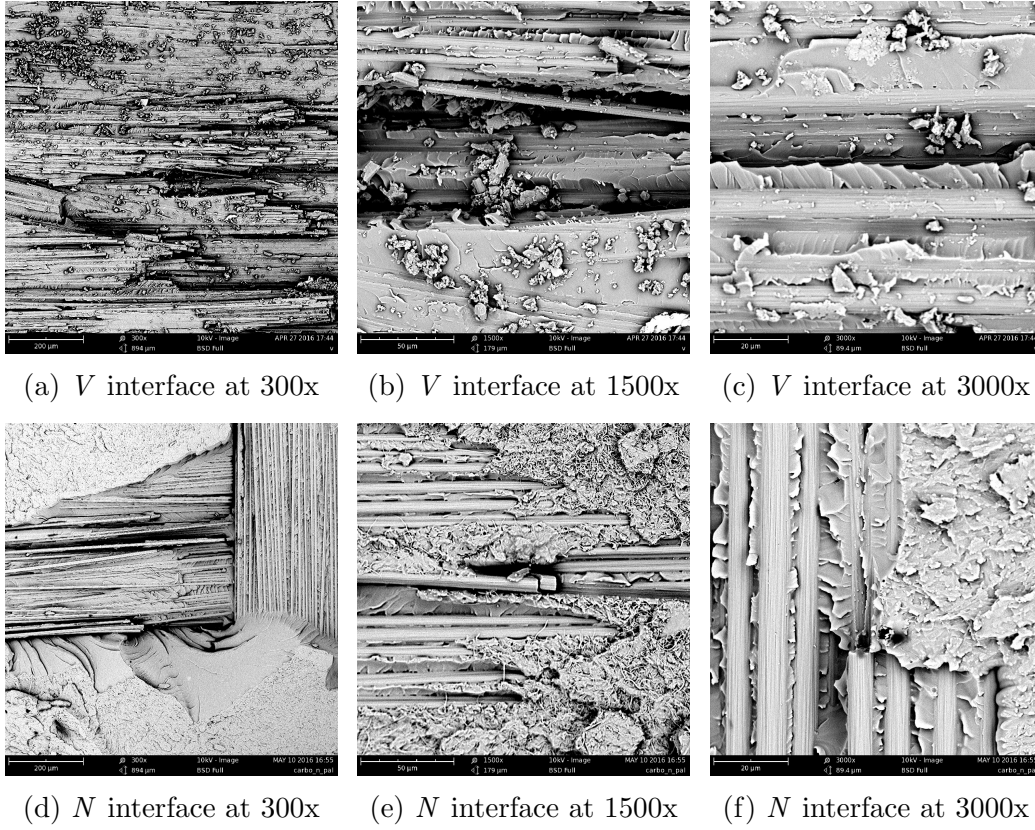 200 µm 300x 10kV - Image APR 27 2016 17:44
894 µm BSD Full v
50 µm 1500x 10kV - Image APR 27 2016 17:44
179 µm BSD Full v
20 µm 3000x 10kV - Image APR 27 2016 17:44
89.4 µm BSD Full v
(a) V interface at 300x
(b) V interface at 1500x
(c) V interface at 3000x
200 µm 300x 10kV - Image MAY 10 2016 16:55
894 µm BSD Full carbo_n_pal
50 µm 1500x 10kV - Image MAY 10 2016 16:55
179 µm BSD Full carbo_n_pal
20 µm 3000x 10kV - Image MAY 10 2016 16:55
89.4 µm BSD Full carbo_n_pal
(d) N interface at 300x
(e) N interface at 1500x
(f) N interface at 3000x